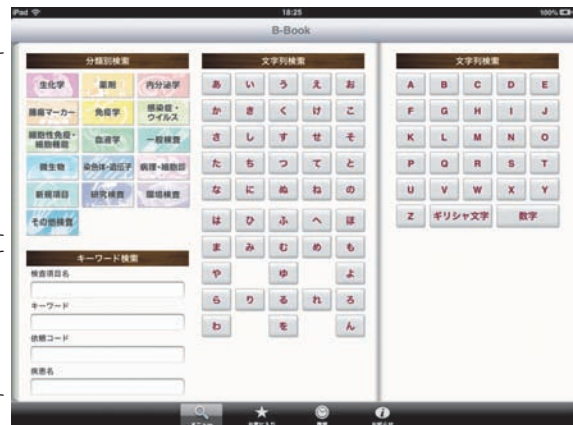 iPad
18:25
100%
B-Book
分類別検索
生化学 薬剤 内分泌学
腫瘍マーカー 免疫学 感染症・ウイルス
細胞性免疫・細胞機能 血液学 一般検査
微生物 染色体・遺伝子 病理・細胞診
新規項目 研究検査 環境検査
その他検査
キーワード検索
検査項目名
キーワード
依頼コード
疾患名
文字列検索
あ い う え お
か き く け こ
さ し す せ そ
た ち つ て と
な に ぬ ね の
は ひ ふ へ ほ
ま み む め も
や ゆ よ
ら り る れ ろ
わ を ん
文字列検索
A B C D E
F G H I J
K L M N O
P Q R S T
U V W X Y
Z ギリシャ文字 数字
メニュー